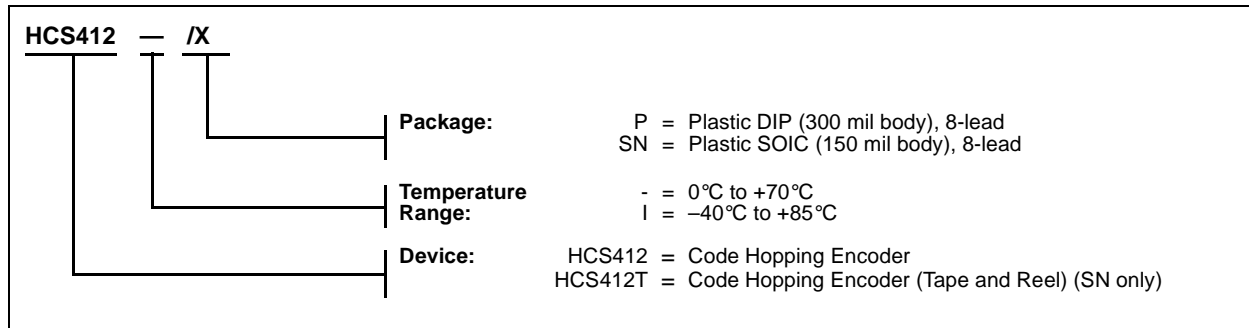 HCS412 — /X
Package: P = Plastic DIP (300 mil body), 8-lead
SN = Plastic SOIC (150 mil body), 8-lead
Temperature - = 0°C to +70°C
Range: I = –40°C to +85°C
Device: HCS412 = Code Hopping Encoder
HCS412T = Code Hopping Encoder (Tape and Reel) (SN only)